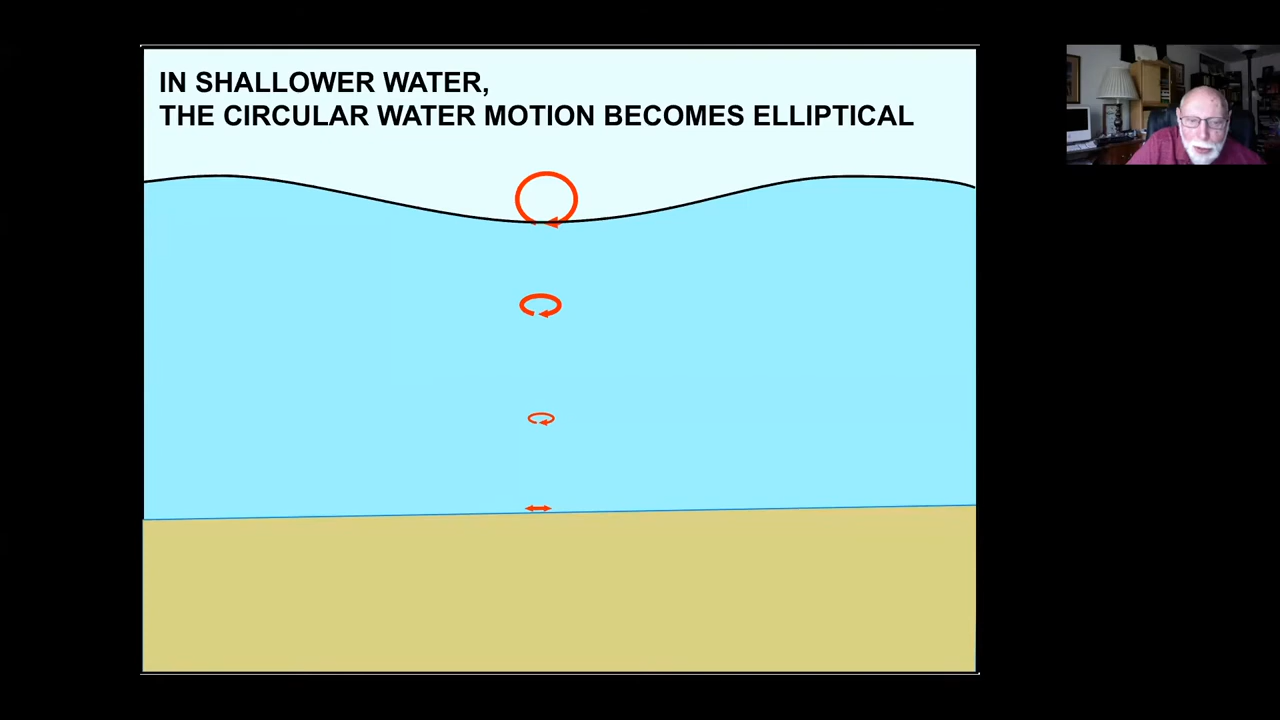 IN SHALLOWER WATER,
THE CIRCULAR WATER MOTION BECOMES ELLIPTICAL